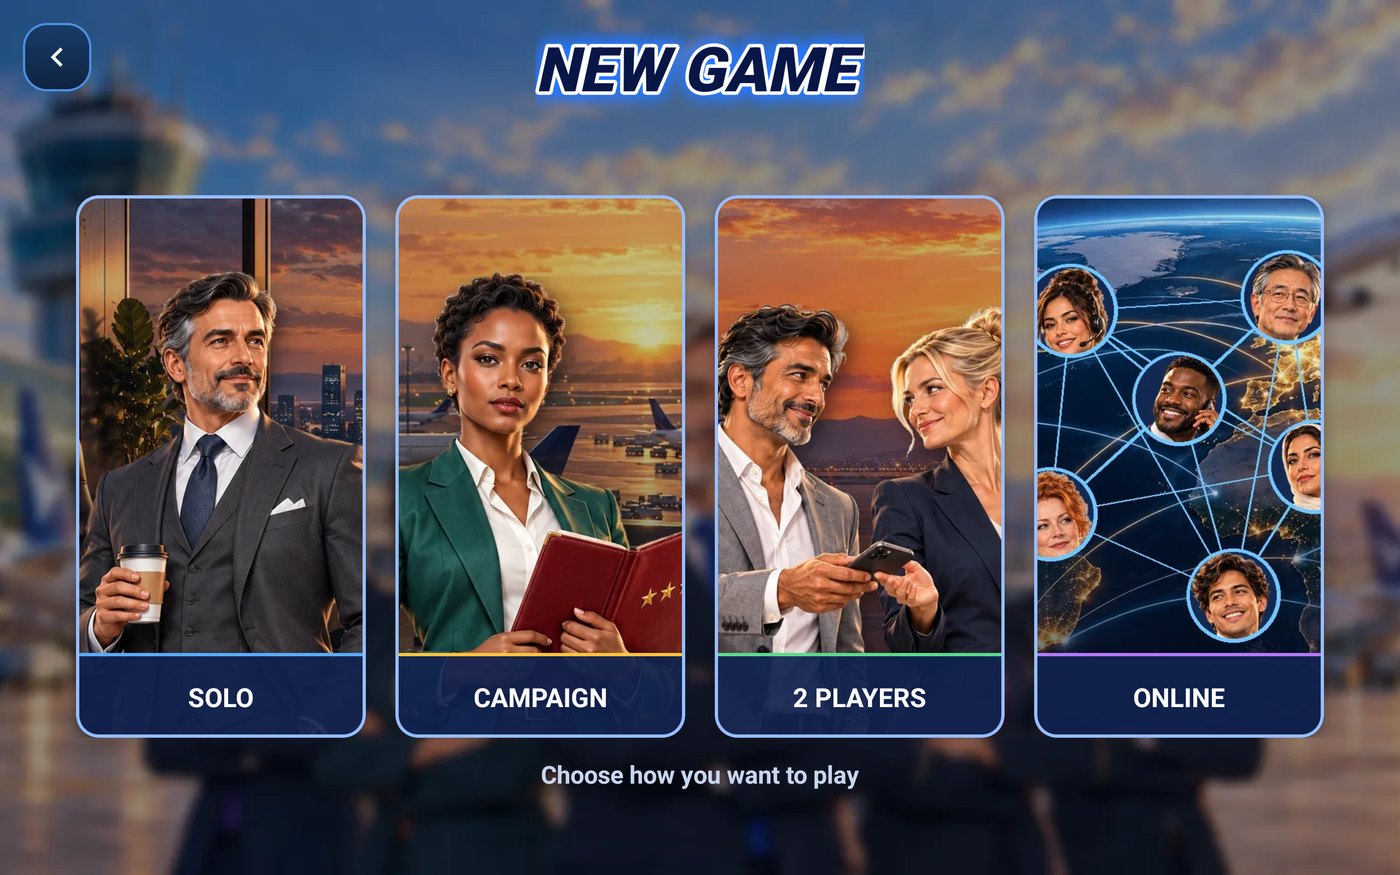 NEW GAME
SOLO
CAMPAIGN
2 PLAYERS
ONLINE
Choose how you want to play